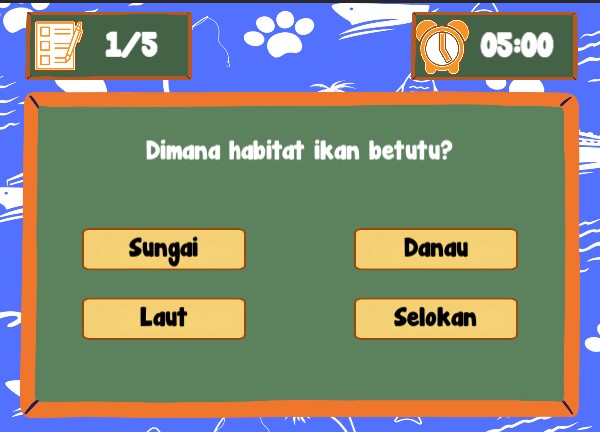 1/5
05:00
Dimana habitat ikan betutu?
Sungai
Danau
Laut
Selokan